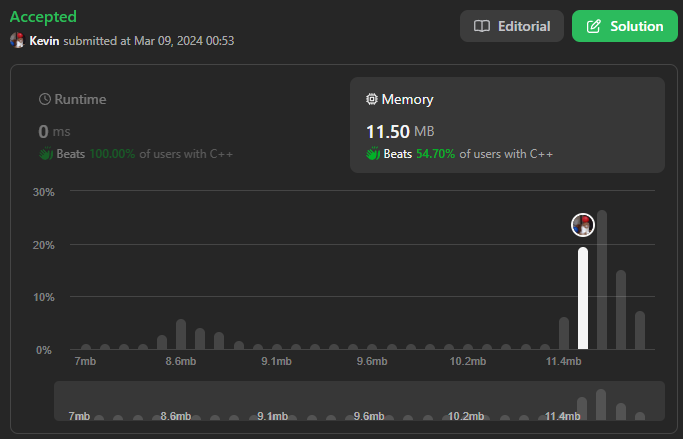 Accepted
Kevin submitted at Mar 09, 2024 00:53
Editorial
Solution
Runtime
0 ms
Beats 100.00% of users with C++
Memory
11.50 MB
Beats 54.70% of users with C++
30%
20%
10%
0%
7mb 8.6mb 9.1mb 9.6mb 10.2mb 11.4mb
7mb 8.6mb 9.1mb 9.6mb 10.2mb 11.4mb